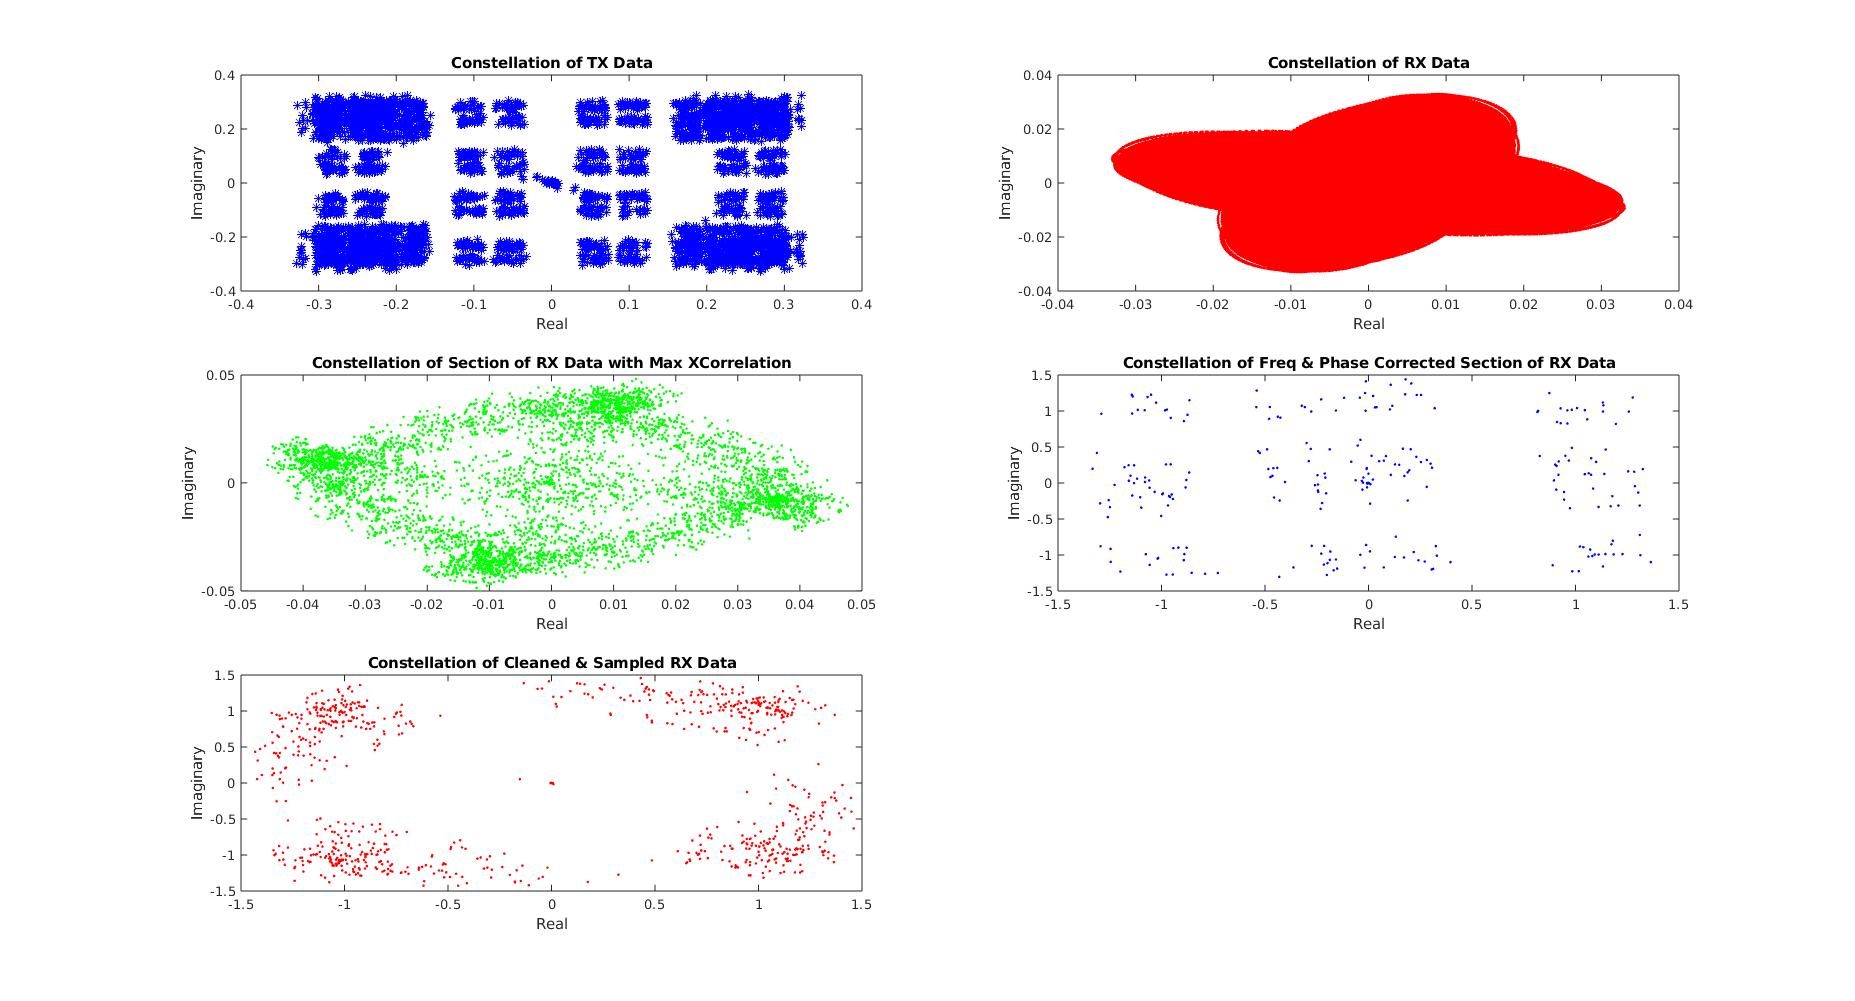 Constellation of TX Data
0.4
0.2
0
-0.2
-0.4
Imaginary
-0.4 -0.3 -0.2 -0.1 0 0.1 0.2 0.3 0.4
Real
Constellation of RX Data
0.04
0.02
0
-0.02
-0.04
Imaginary
-0.04 -0.03 -0.02 -0.01 0 0.01 0.02 0.03 0.04
Real
Constellation of Section of RX Data with Max XCorrelation
0.05
0
-0.05
Imaginary
-0.05 -0.04 -0.03 -0.02 -0.01 0 0.01 0.02 0.03 0.04 0.05
Real
Constellation of Freq & Phase Corrected Section of RX Data
1.5
1
0.5
0
-0.5
-1
-1.5
Imaginary
-1.5 -1 -0.5 0 0.5 1 1.5
Real
Constellation of Cleaned & Sampled RX Data
1.5
1
0.5
0
-0.5
-1
-1.5
Imaginary
-1.5 -1 -0.5 0 0.5 1 1.5
Real